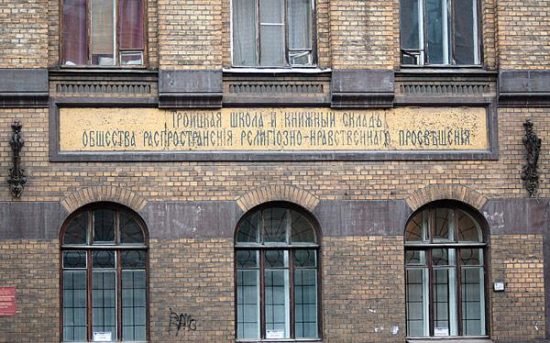 ТРОИЦКАЯ ШКОЛА И КНИЖНЫЙ СКЛАДЪ
ОБЩЕСТВА РАСПРОСТРАНЕНІЯ РЕЛИГІОЗНО-НРАВСТВЕННАГО ПРОСВѢЩЕНІЯ